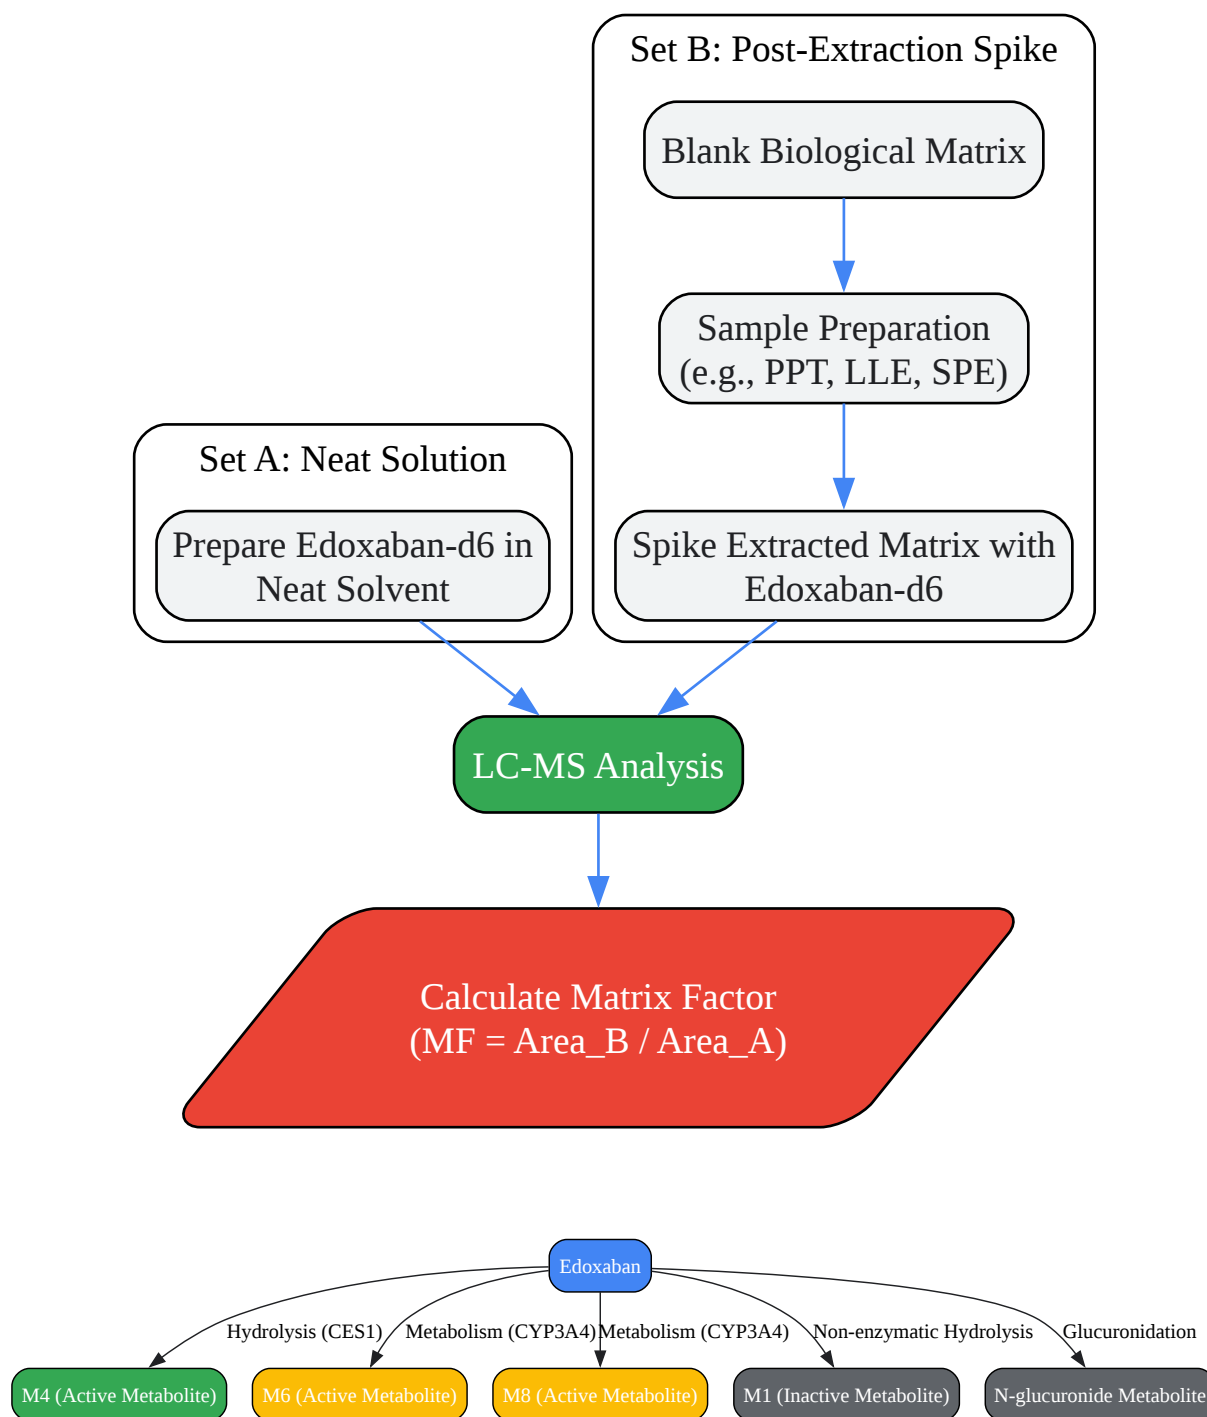 Set B: Post-Extraction Spike
Blank Biological Matrix
Sample Preparation
(e.g., PPT, LLE, SPE)
Set A: Neat Solution
Prepare Edoxaban-d6 in
Neat Solvent
Spike Extracted Matrix with
Edoxaban-d6
LC-MS Analysis
Calculate Matrix Factor
(MF = Area_B / Area_A)
Edoxaban
Hydrolysis (CES1)
Metabolism (CYP3A4)
Metabolism (CYP3A4)
Non-enzymatic Hydrolysis
Glucuronidation
M4 (Active Metabolite)
M6 (Active Metabolite)
M8 (Active Metabolite)
M1 (Inactive Metabolite)
N-glucuronide Metabolite